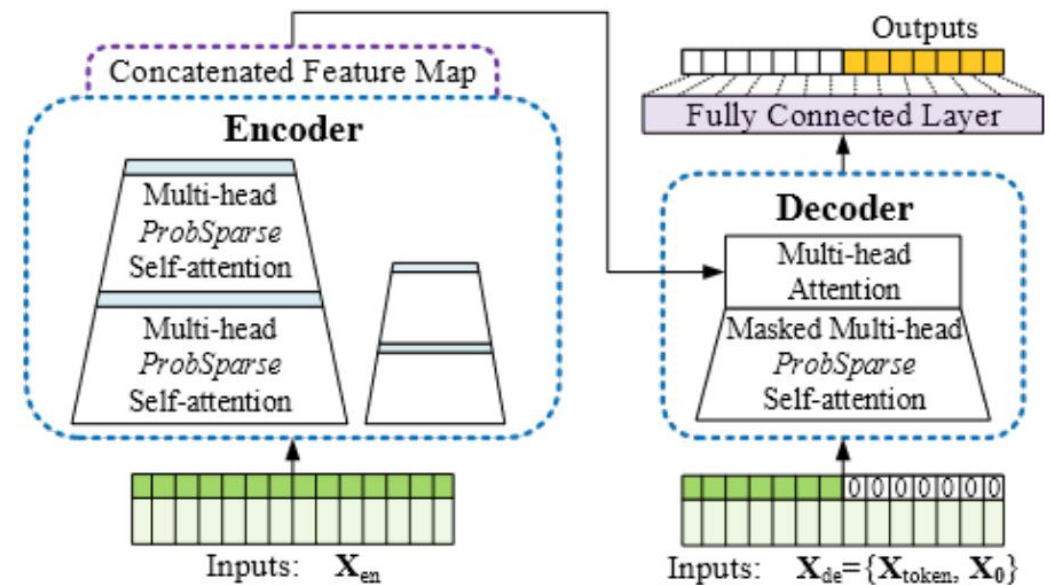 Concatenated Feature Map
Encoder
Multi-head
ProbSparse
Self-attention
Multi-head
ProbSparse
Self-attention
Inputs: Xen
Outputs
Fully Connected Layer
Decoder
Multi-head
Attention
Masked Multi-head
ProbSparse
Self-attention
0 0 0 0 0 0 0
Inputs: Xde={Xtoken, X0}